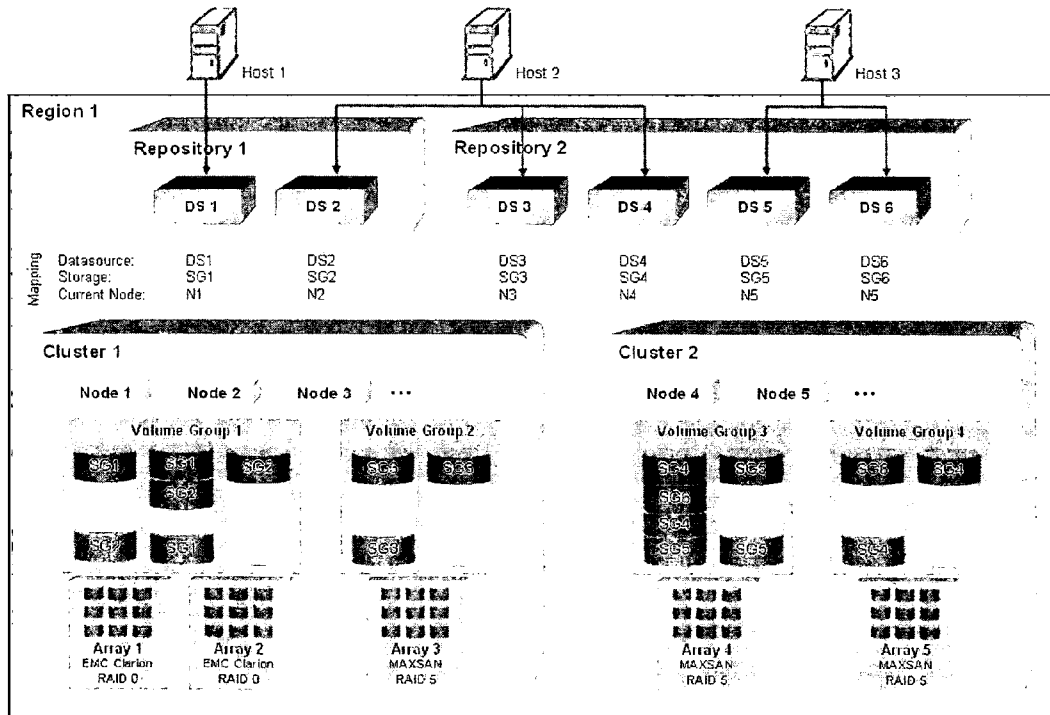 Host 1
Host 2
Host 3
Region 1
Repository 1
Repository 2
DS 1
DS 2
DS 3
DS 4
DS 5
DS 6
Mapping
Datasource: DS1 DS2 DS3 DS4 DS5 DS6
Storage: SG1 SG2 SG3 SG4 SG5 SG6
Current Node: N1 N2 N3 N4 N5 N5
Cluster 1
Cluster 2
Node 1 Node 2 Node 3 ...
Node 4 Node 5 ...
Volume Group 1
Volume Group 2
Volume Group 3
Volume Group 4
SG1 SG1 SG2
SG2
SG1
SG4
SG4
SG5
SG4
Array 1
EMC Clarion
RAID 0
Array 2
EMC Clarion
RAID 0
Array 3
MAXSAN
RAID 5
Array 4
MAXSAN
RAID 5
Array 5
MAXSAN
RAID 5